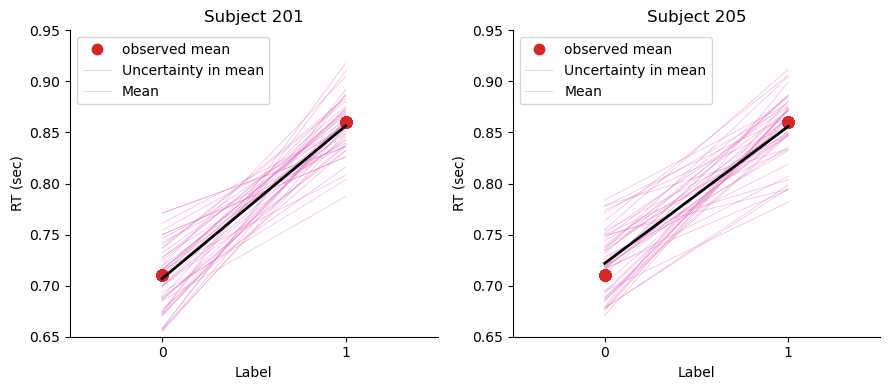 Subject 201
observed mean
Uncertainty in mean
Mean
0.95
0.90
0.85
0.80
0.75
0.70
0.65
RT (sec)
0
1
Label
Subject 205
observed mean
Uncertainty in mean
Mean
0.95
0.90
0.85
0.80
0.75
0.70
0.65
RT (sec)
0
1
Label